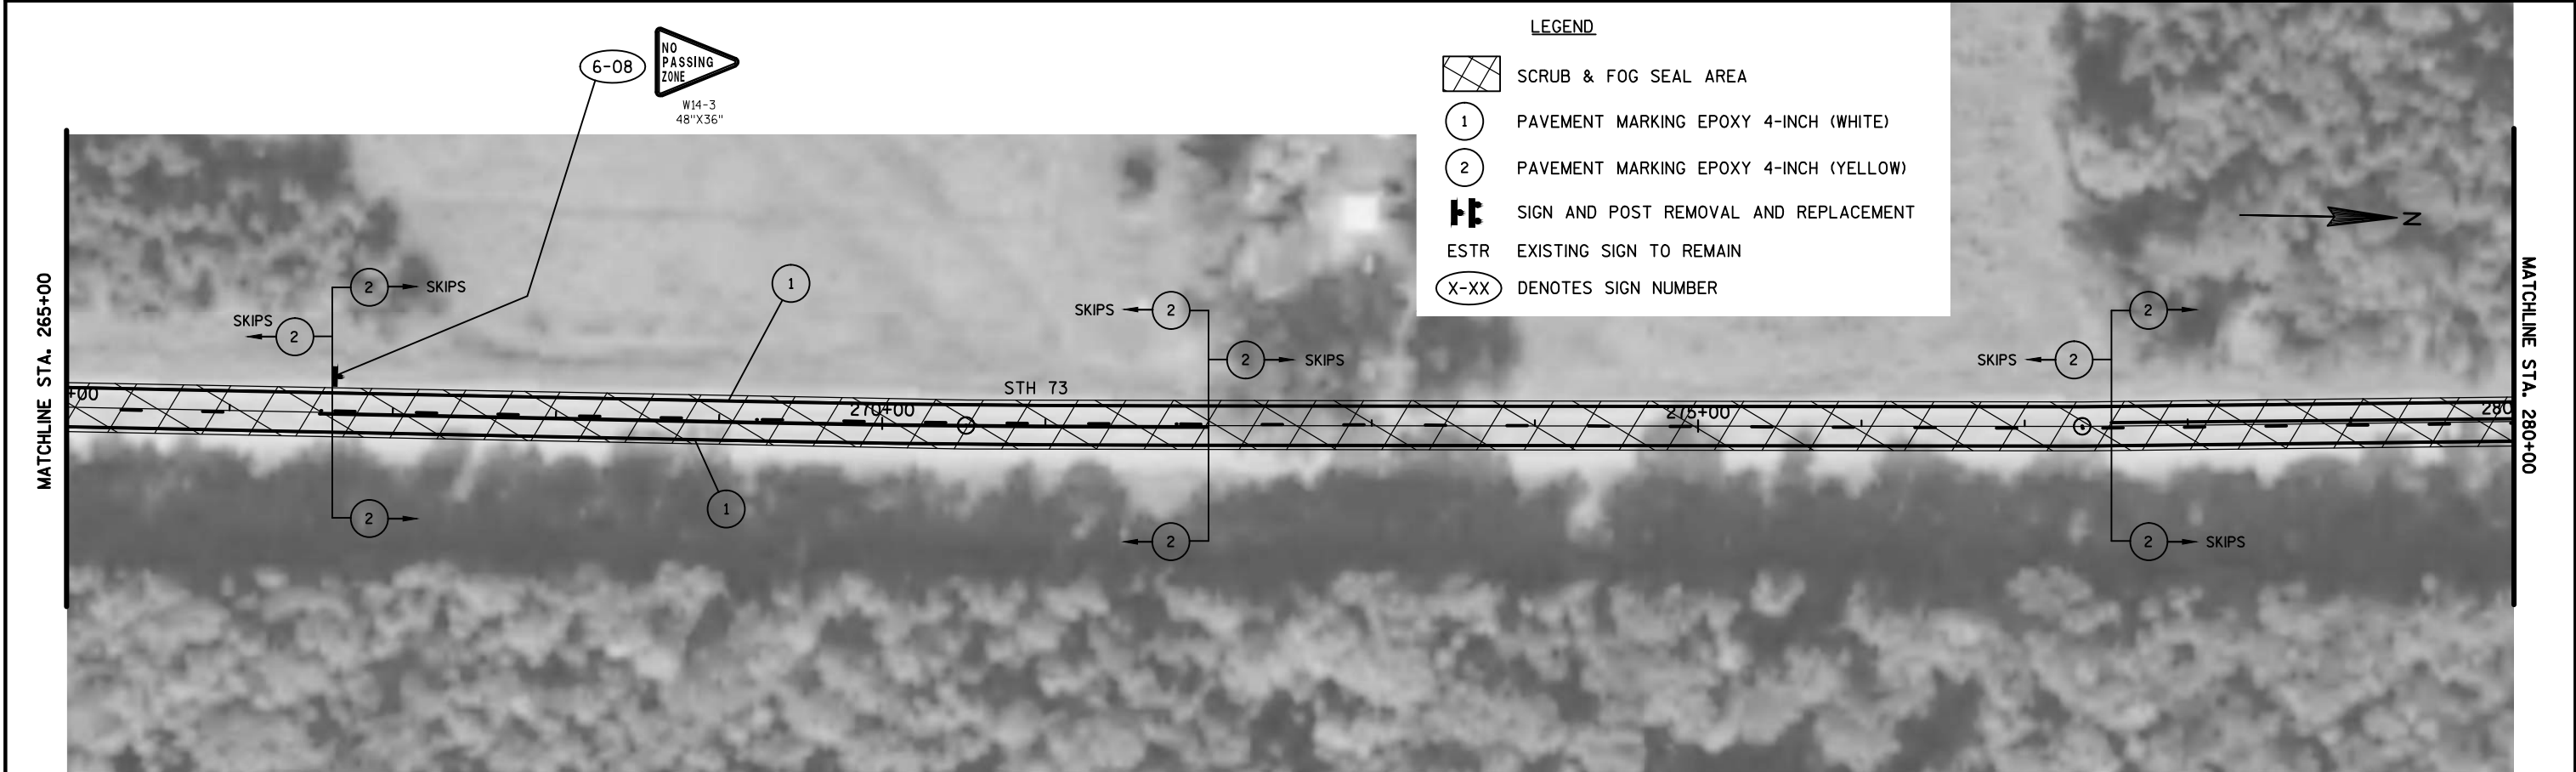 LEGEND
SCRUB & FOG SEAL AREA
1 PAVEMENT MARKING EPOXY 4-INCH (WHITE)
2 PAVEMENT MARKING EPOXY 4-INCH (YELLOW)
SIGN AND POST REMOVAL AND REPLACEMENT
ESTR EXISTING SIGN TO REMAIN
X-XX DENOTES SIGN NUMBER
6-08
NO
PASSING
ZONE
W14-3
48"X36"
N
MATCHLINE STA. 265+00
2 SKIPS
SKIPS 2
2
1
1
SKIPS 2
2 SKIPS
2
2
SKIPS 2
2 SKIPS
+00
270+00
STH 73
275+00
280
MATCHLINE STA. 280+00